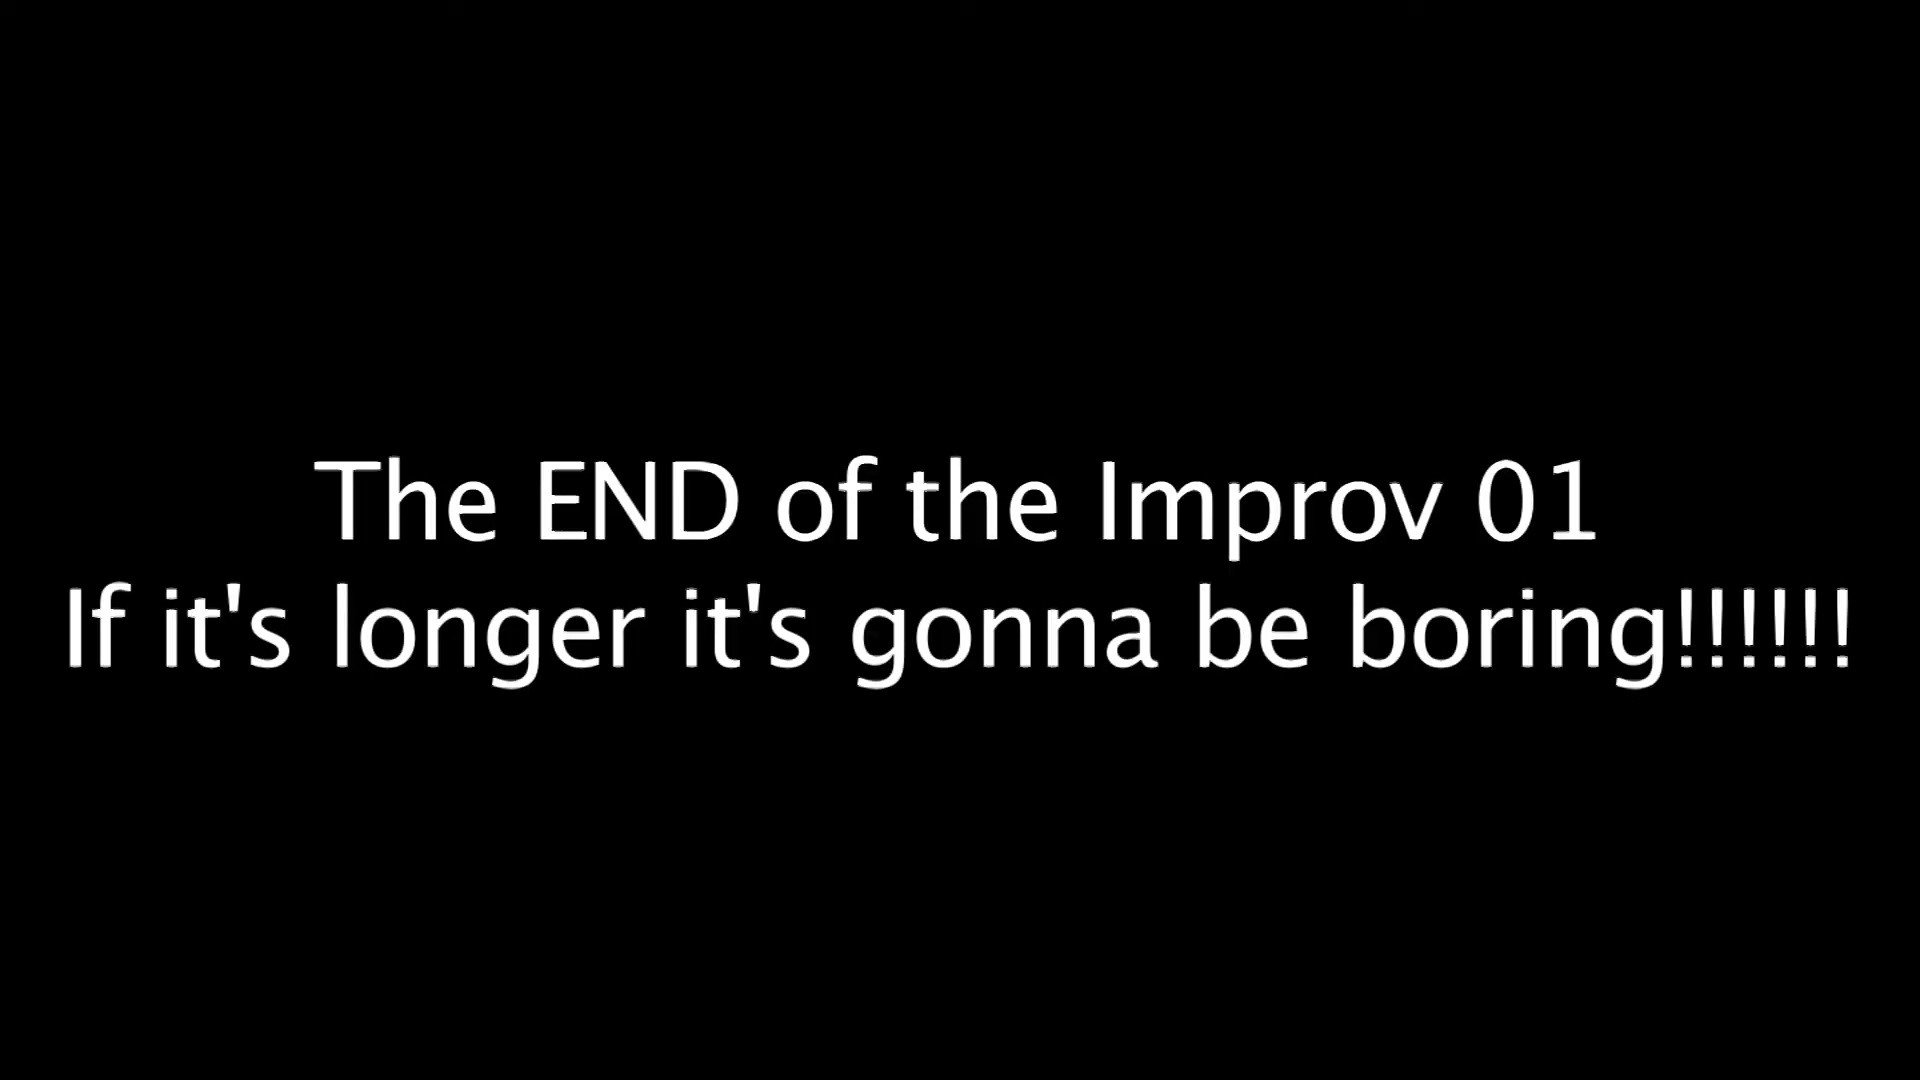 The END of the Improv 01
If it's longer it's gonna be boring!!!!!!